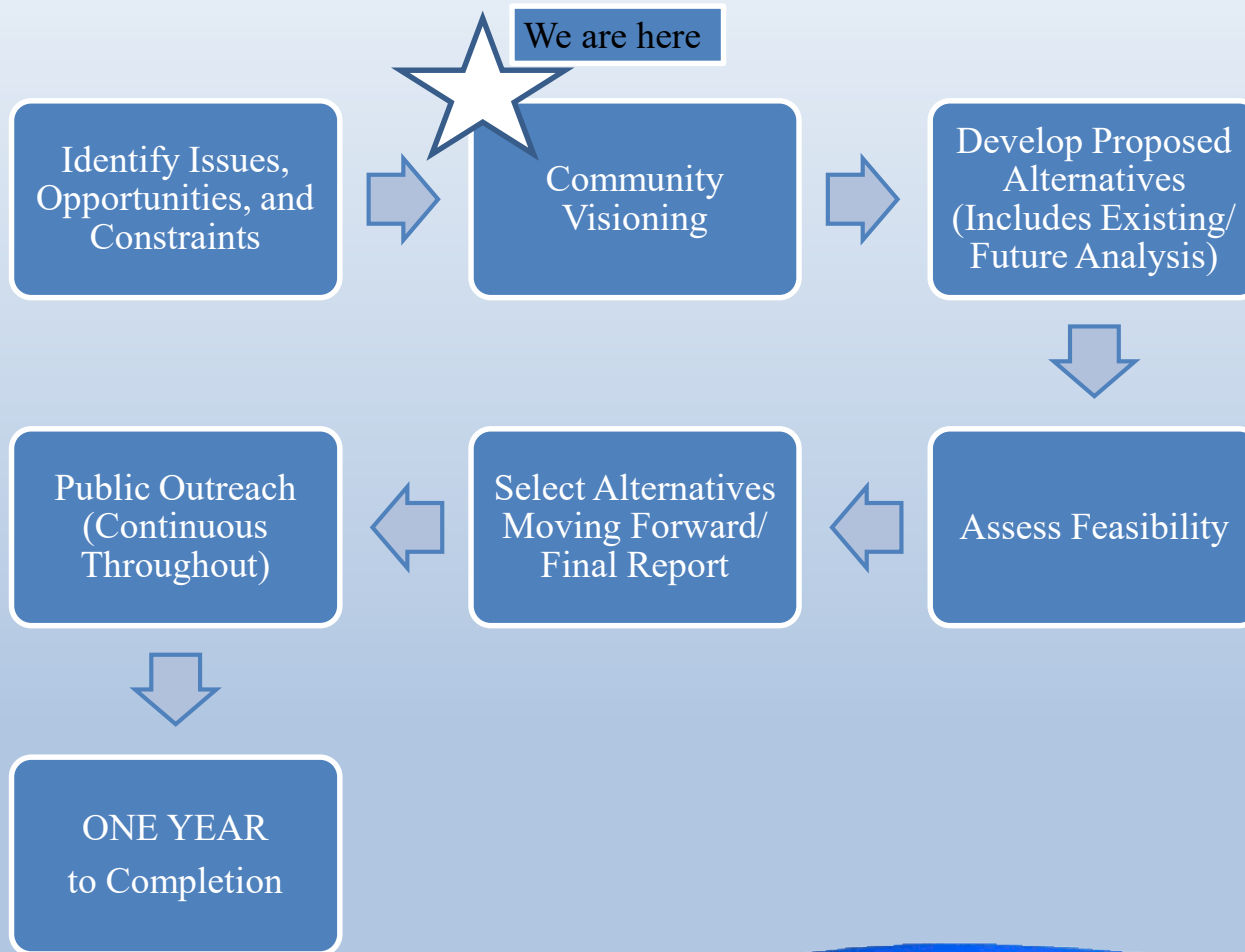 We are here
Identify Issues,
Opportunities, and
Constraints
Community
Visioning
Develop Proposed
Alternatives
(Includes Existing/
Future Analysis)
Assess Feasibility
Select Alternatives
Moving Forward/
Final Report
Public Outreach
(Continuous
Throughout)
ONE YEAR
to Completion